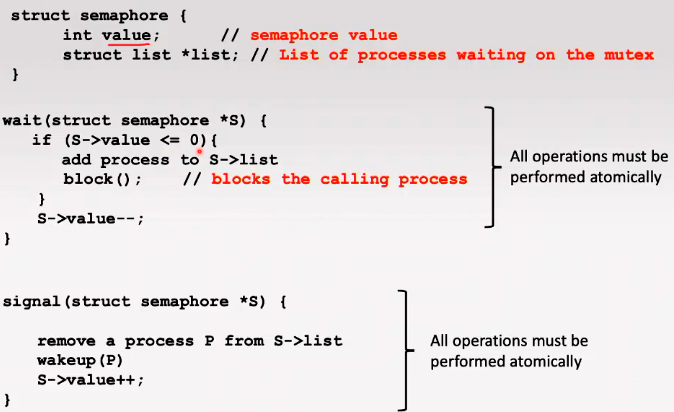 struct semaphore {
int value; // semaphore value
struct list *list; // List of processes waiting on the mutex
}
wait(struct semaphore *S) {
if (S->value <= 0){
add process to S->list
block(); // blocks the calling process
}
S->value--;
}
All operations must be
performed atomically
signal(struct semaphore *S) {
remove a process P from S->list
wakeup(P)
S->value++;
}
All operations must be
performed atomically